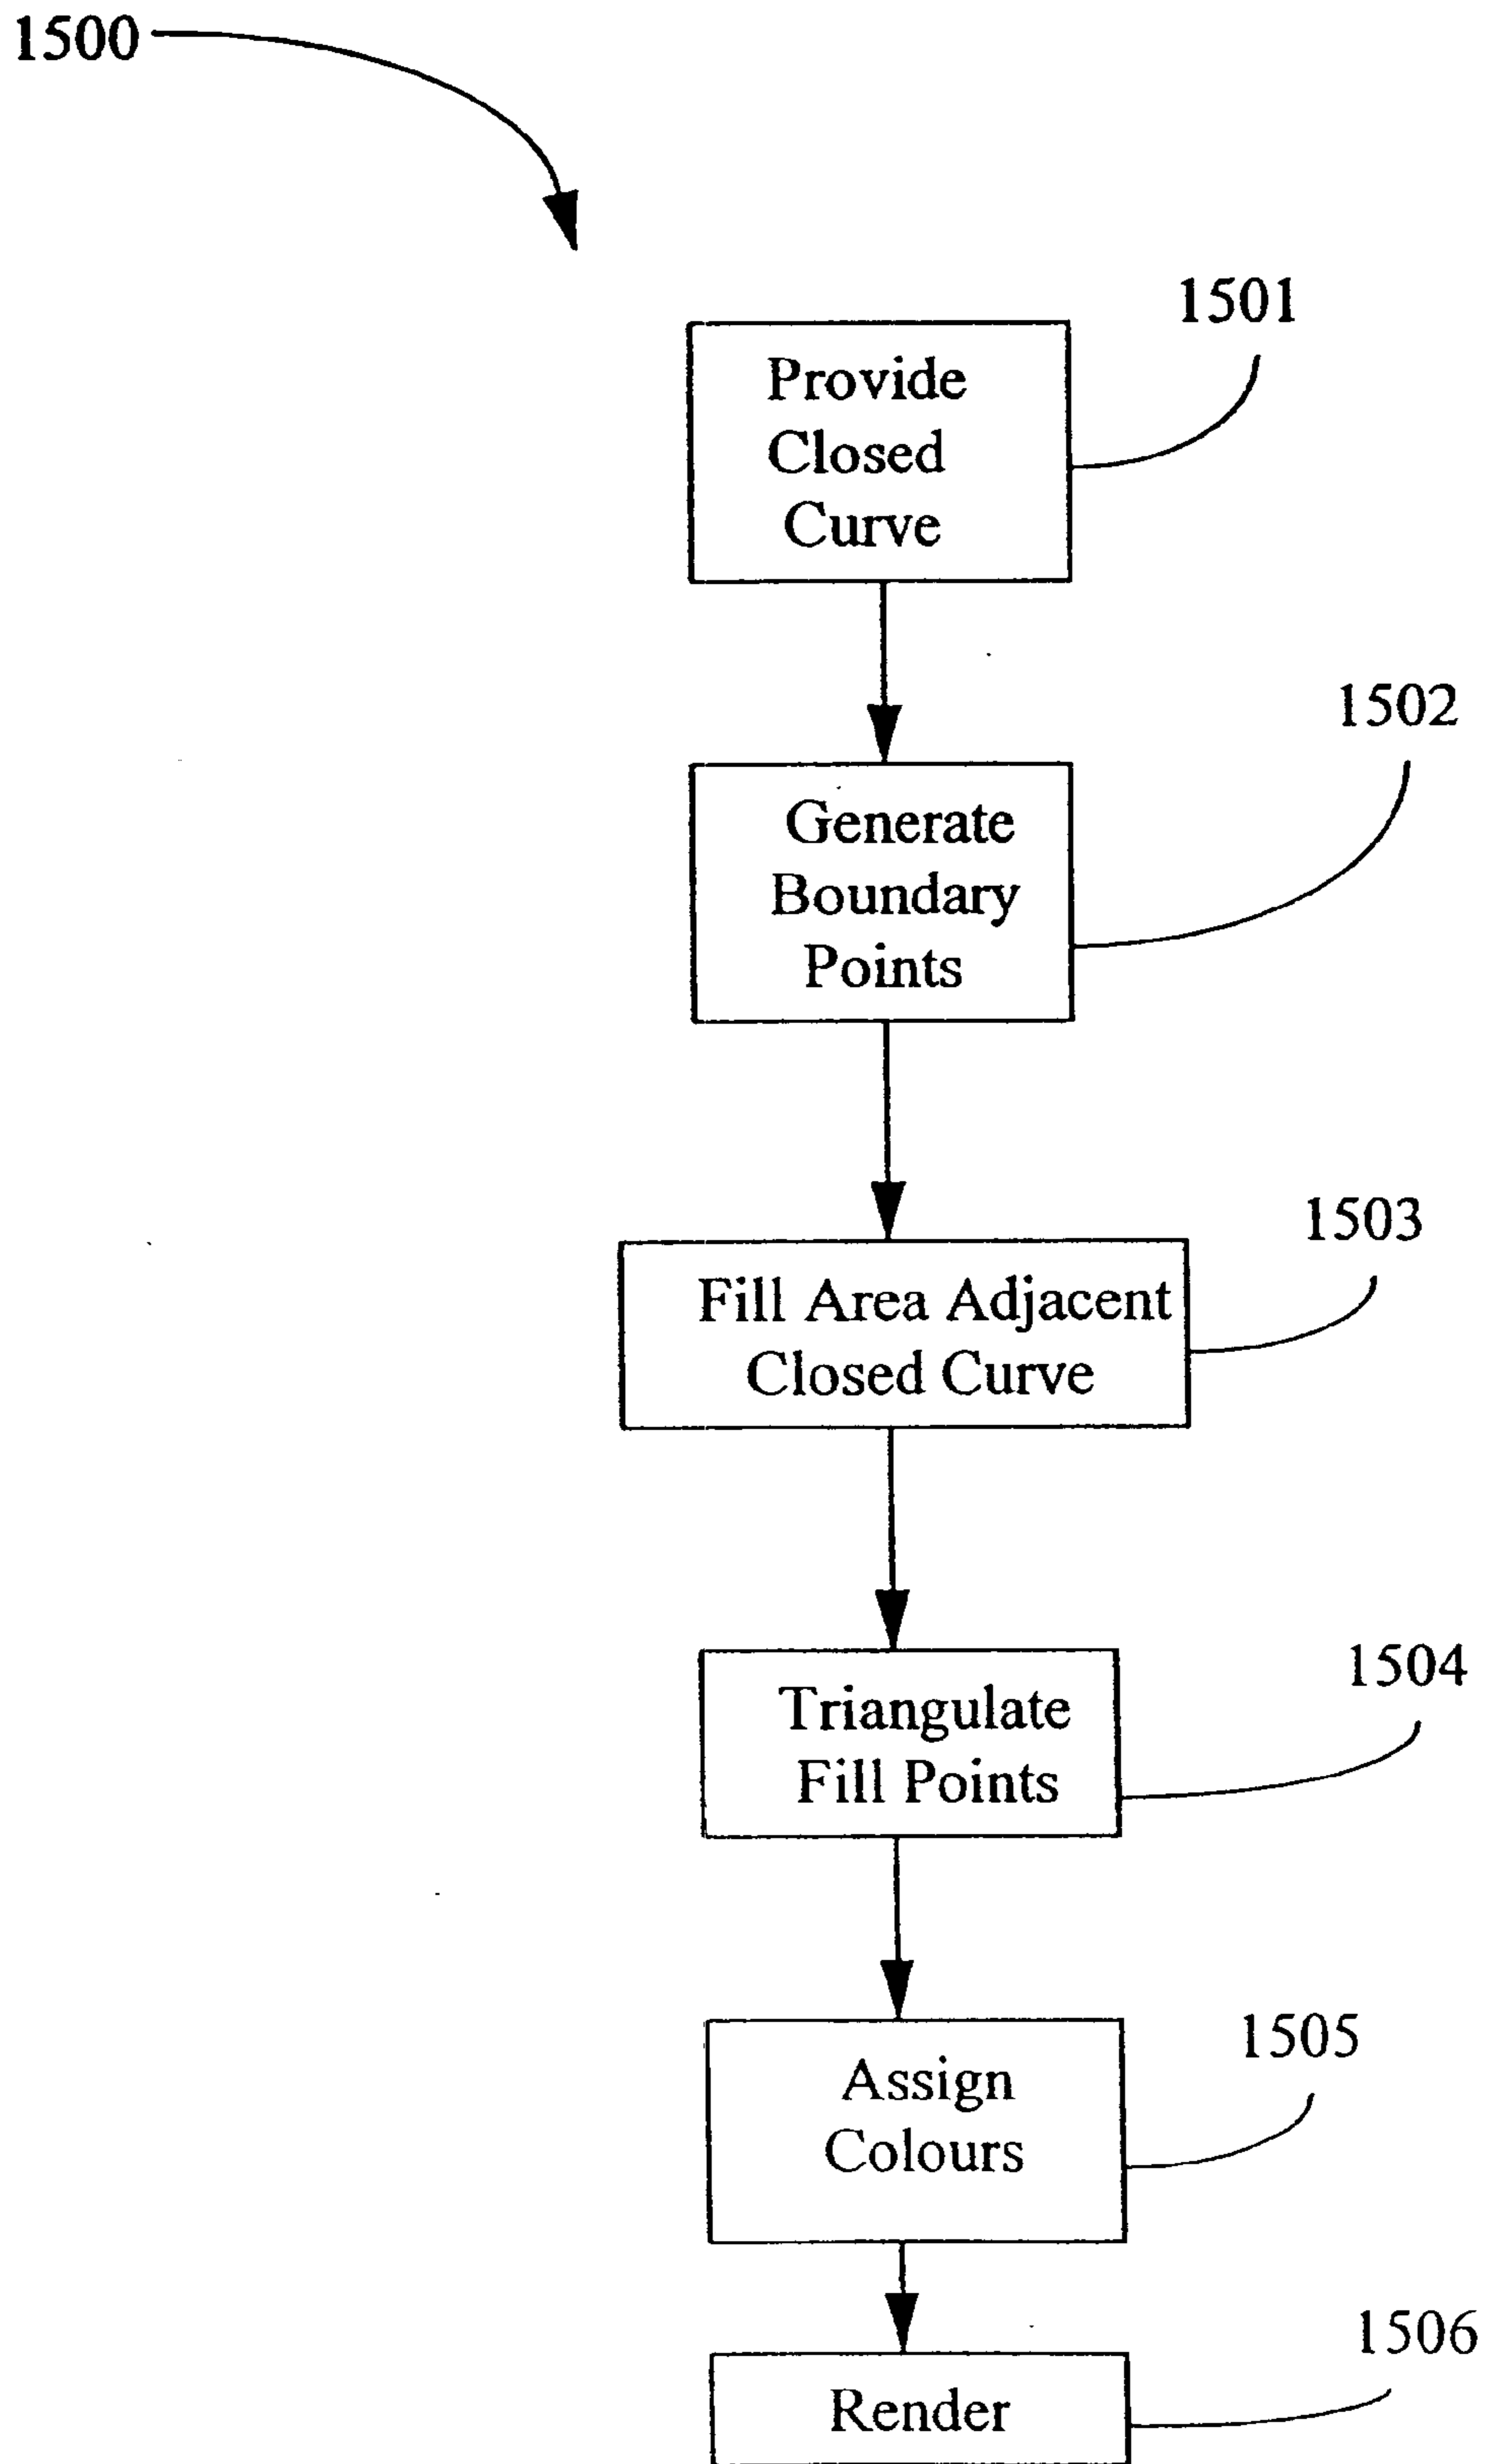 1500
1501
Provide
Closed
Curve
1502
Generate
Boundary
Points
1503
Fill Area Adjacent
Closed Curve
1504
Triangulate
Fill Points
1505
Assign
Colours
1506
Render